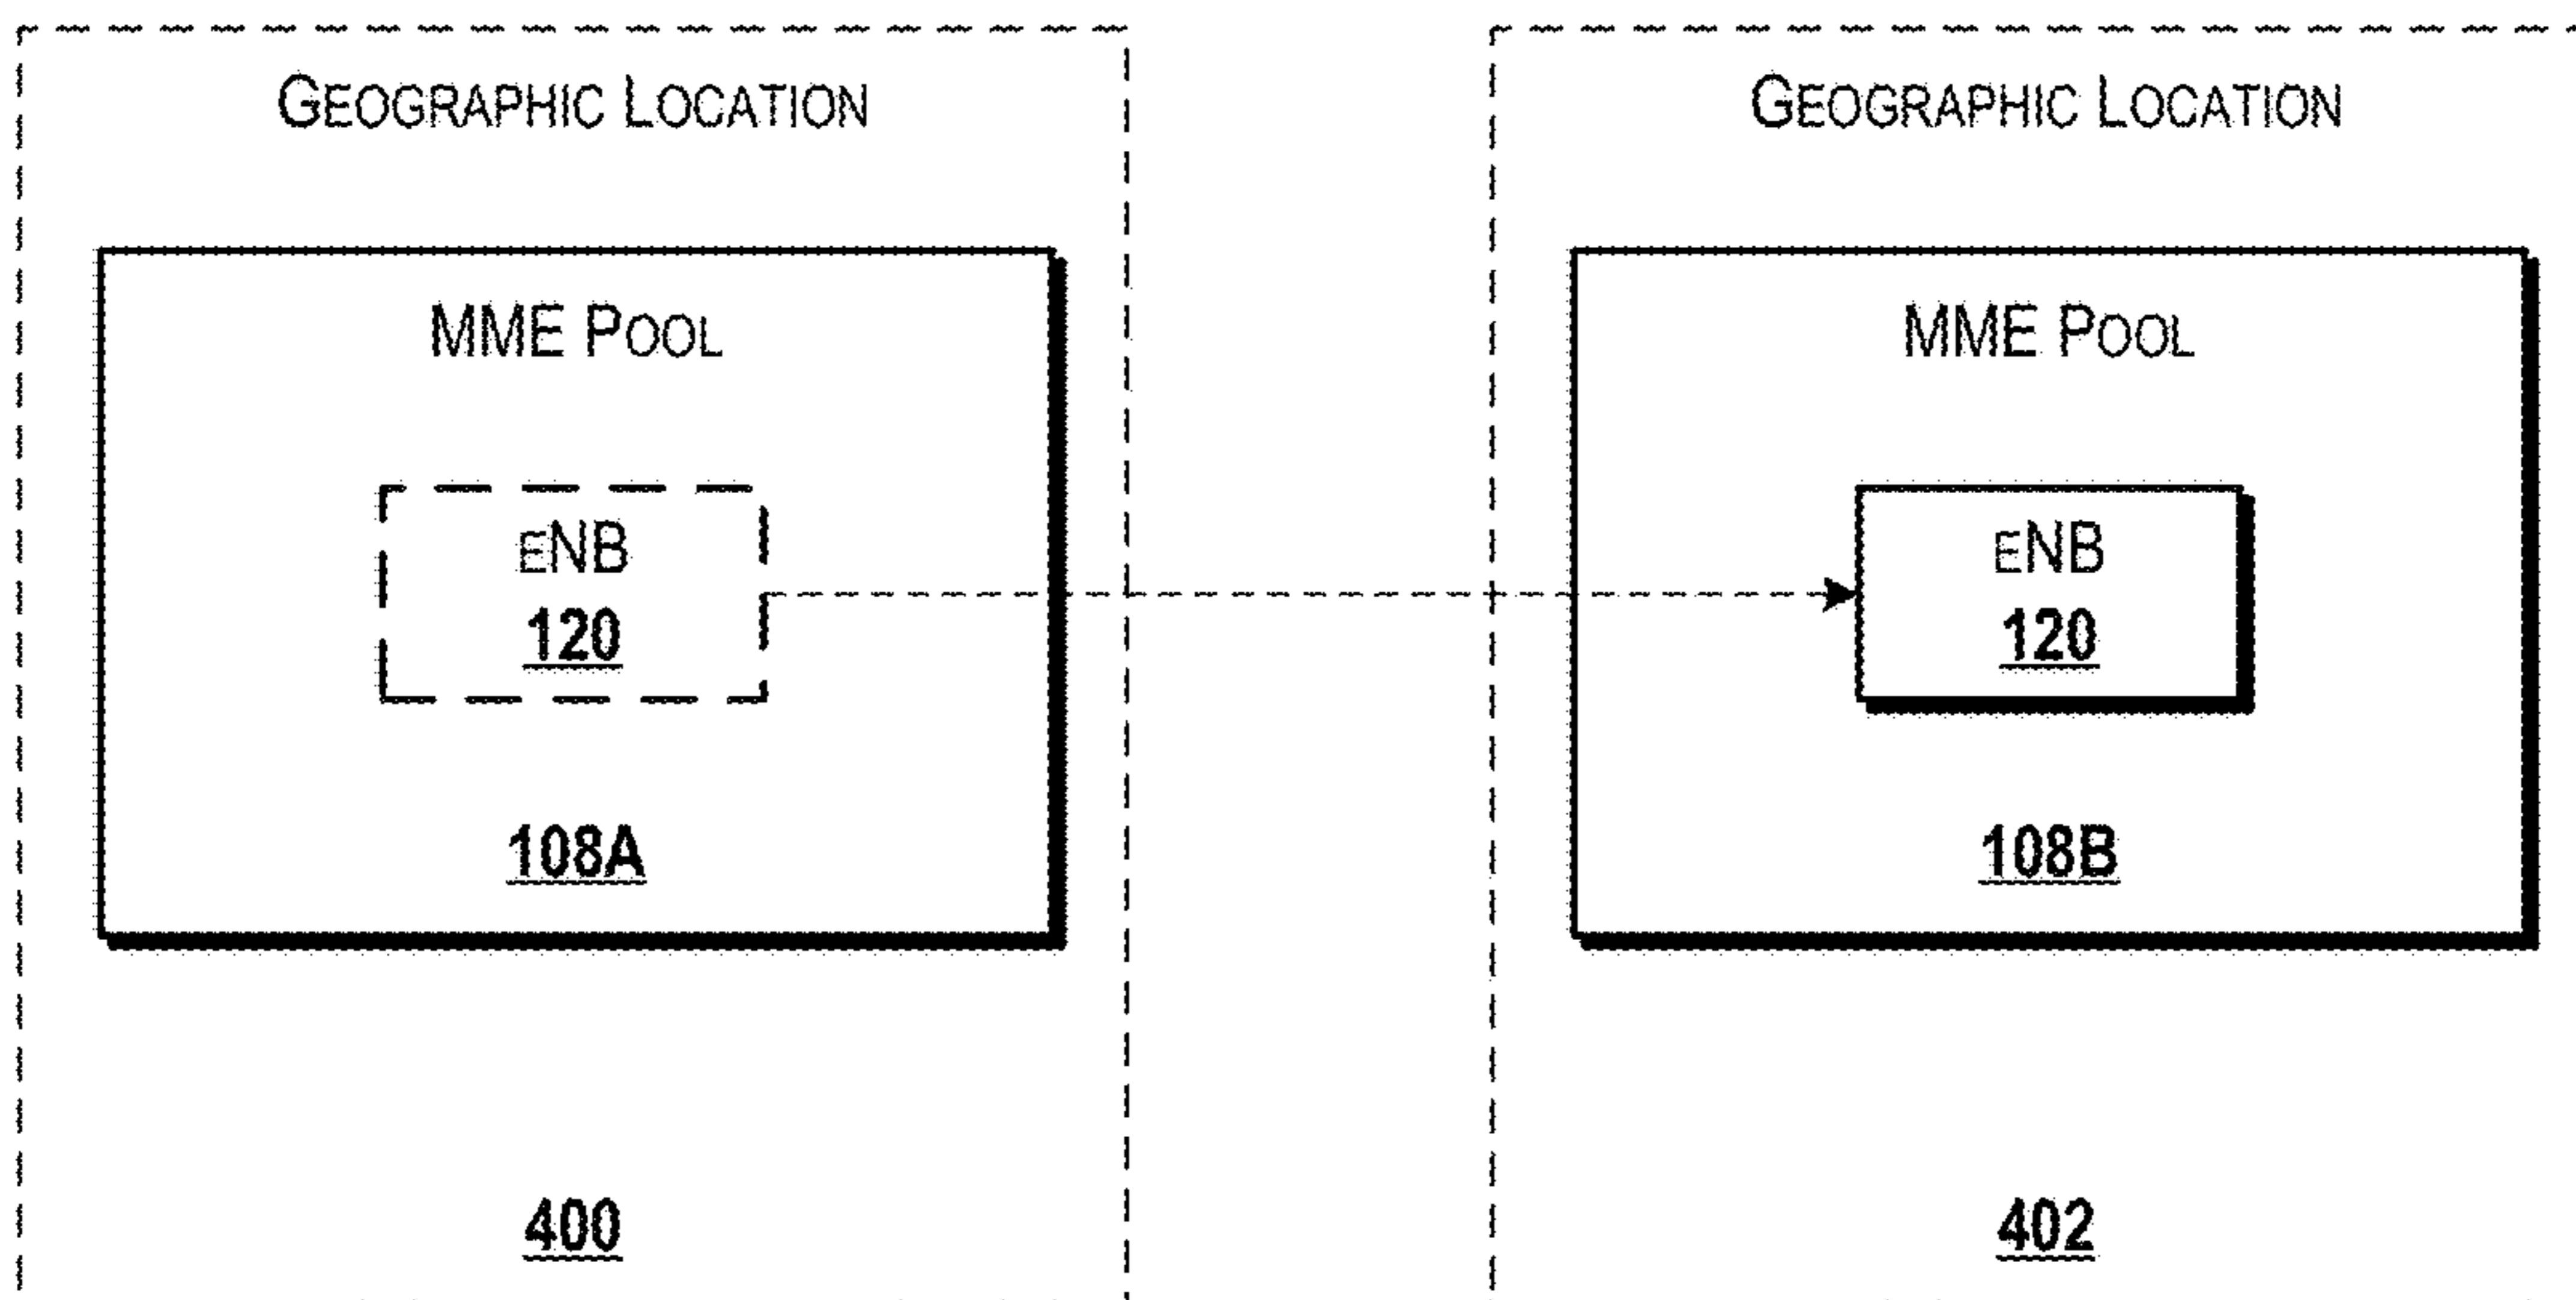 GEOGRAPHIC LOCATION
MME POOL
eNB
120
108A
400
GEOGRAPHIC LOCATION
MME POOL
eNB
120
108B
402